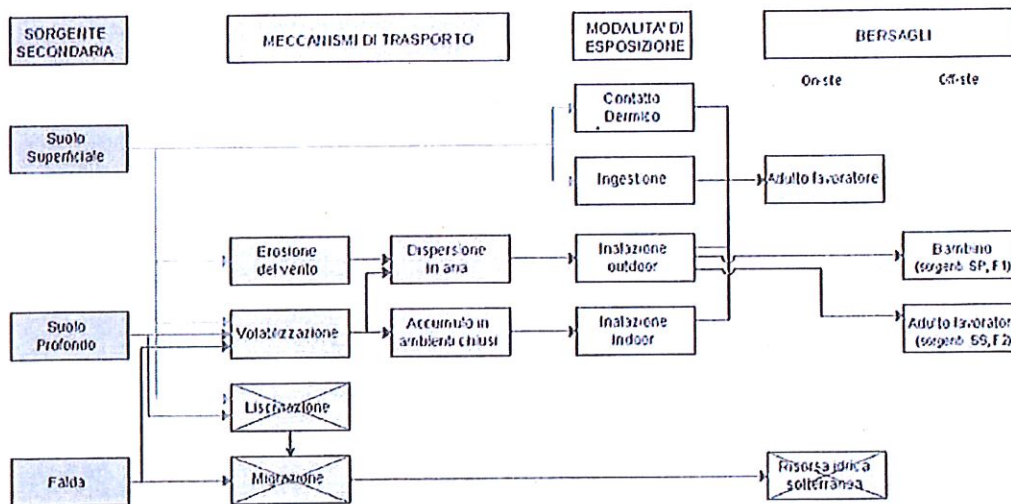 SORGENTE
SECONDARIA
MECCANISMI DI TRASPORTO
MODALITA' DI
ESPOSIZIONE
BERSAGLI
On-site
Off-site
Contatto
Dermico
Suolo
Superficiale
Ingestione
Adulto lavoratore
Erosione
del vento
Dispersione
in aria
Inalazione
outdoor
Bambino
(sorgenti SP, F1)
Suolo
Profondo
Volatilizzazione
Accumulo in
ambienti chiusi
Inalazione
Indoor
Adulto lavoratore
(sorgenti SS, F2)
Lisciviazione
Falda
Migrazione
Risorsa idrica
sotterranea